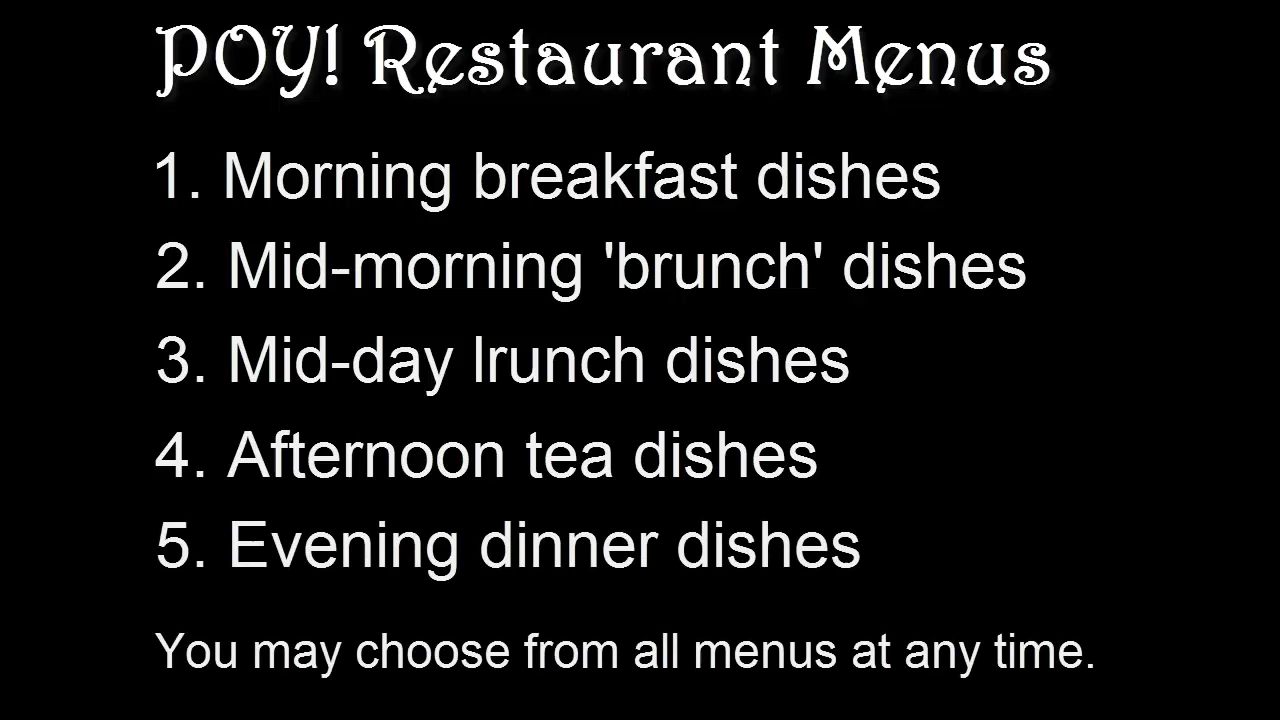 POY! Restaurant Menus
1. Morning breakfast dishes
2. Mid-morning 'brunch' dishes
3. Mid-day lrunch dishes
4. Afternoon tea dishes
5. Evening dinner dishes
You may choose from all menus at any time.